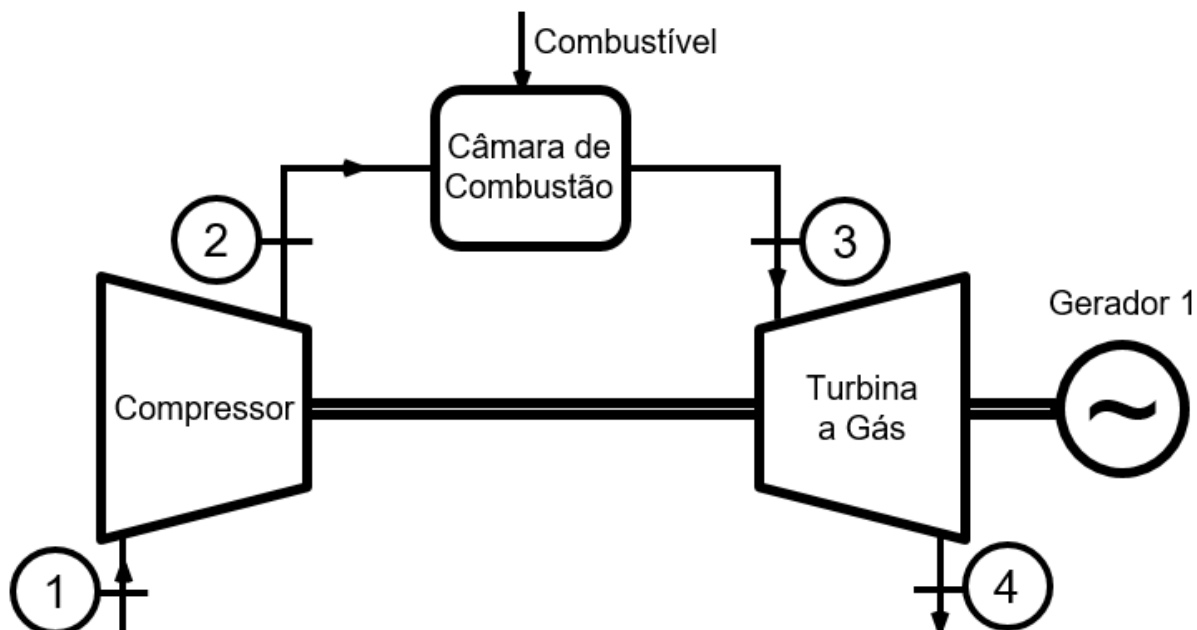 Combustível
Câmara de
Combustão
2
3
Gerador 1
Compressor
Turbina
a Gás
~
1
4